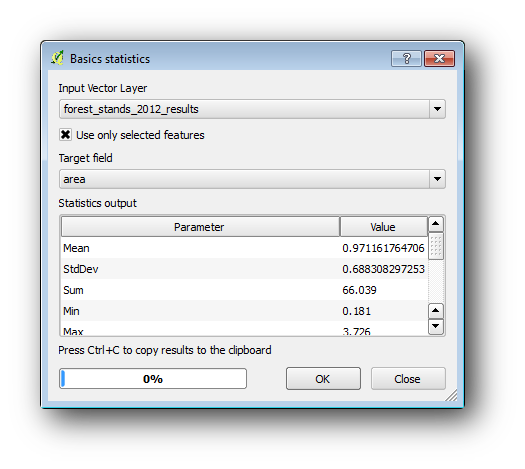 Basics statistics
Input Vector Layer
forest_stands_2012_results
Use only selected features
Target field
area
Statistics output
Parameter Value
Mean 0.971161764706
StdDev 0.688308297253
Sum 66.039
Min 0.181
Max 3.726
Press Ctrl+C to copy results to the clipboard
0% OK Close